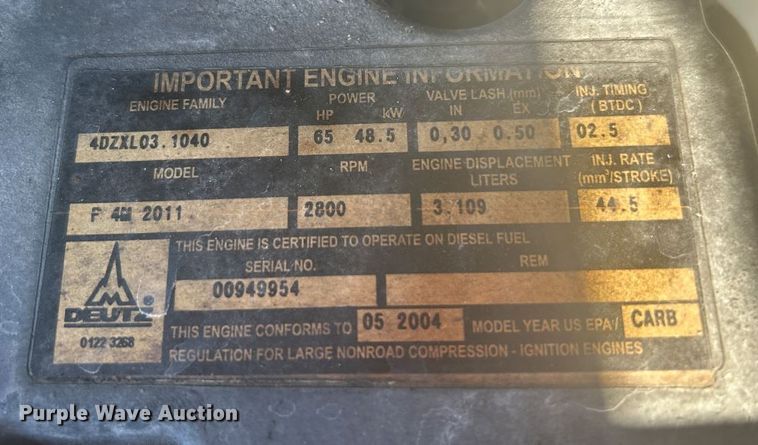 IMPORTANT ENGINE INFORMATION
ENIGINE FAMILY POWER VALVE LASH (mm) INJ. TIMING
HP kW IN EX (BTDC)
4DZXL03.1040 65 48.5 0,30 0.50 02.5
MODEL RPM ENGINE DISPLACEMENT INJ. RATE
LITERS (mm³/STROKE)
F 4M 2011 2800 3,109 44.5
THIS ENGINE IS CERTIFIED TO OPERATE ON DIESEL FUEL
SERIAL NO. REM
00949954
DEUTZ
0122 3268
THIS ENGINE CONFORMS TO 05 2004 MODEL YEAR US EPA/ CARB
REGULATION FOR LARGE NONROAD COMPRESSION - IGNITION ENGINES
Purple Wave Auction